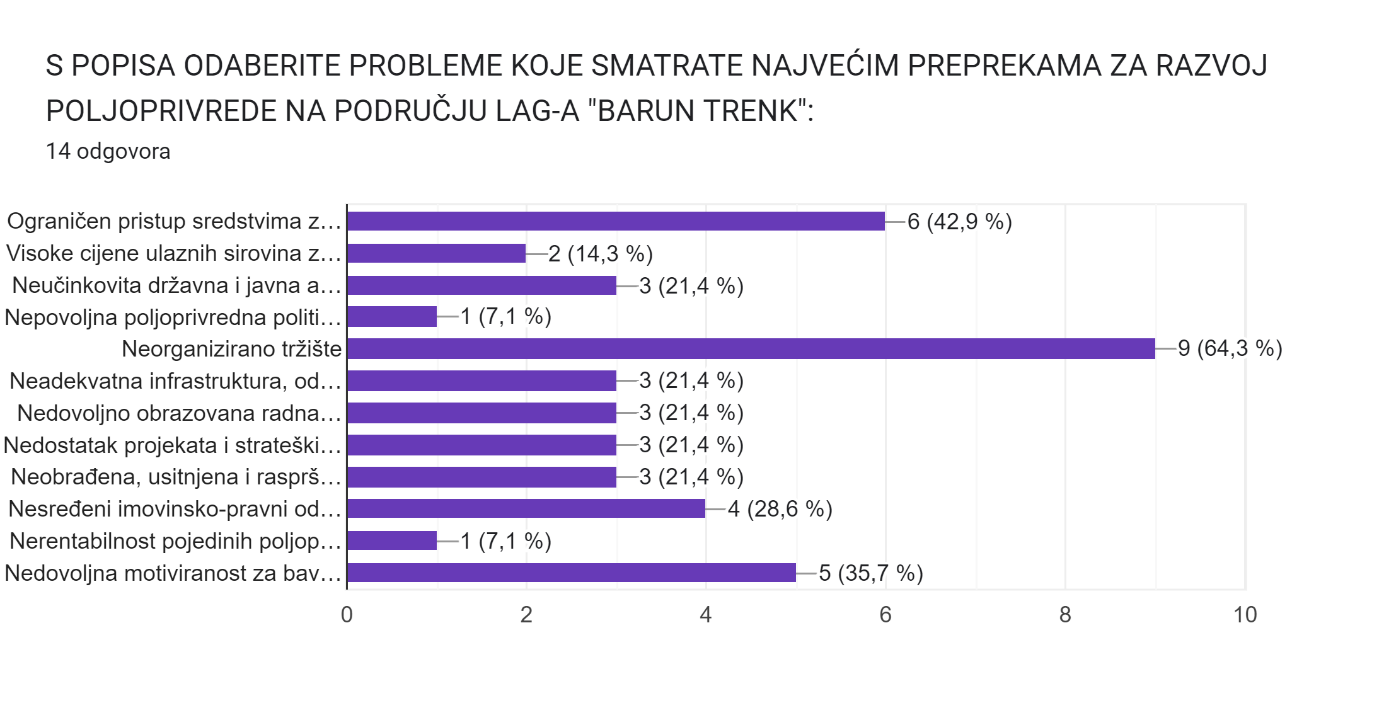 S POPISA ODABERITE PROBLEME KOJE SMATRATE NAJVEĆIM PREPREKAMA ZA RAZVOJ
POLJOPRIVREDE NA PODRUČJU LAG-A "BARUN TRENK":
14 odgovora
Ograničen pristup sredstvima z… 6 (42,9 %)
Visoke cijene ulaznih sirovina z… 2 (14,3 %)
Neučinkovita državna i javna a… 3 (21,4 %)
Nepovoljna poljoprivredna politi… 1 (7,1 %)
Neorganizirano tržište 9 (64,3 %)
Neadekvatna infrastruktura, od… 3 (21,4 %)
Nedovoljno obrazovana radna… 3 (21,4 %)
Nedostatak projekata i strateški… 3 (21,4 %)
Neobrađena, usitnjena i rasprš… 3 (21,4 %)
Nesređeni imovinsko-pravni od… 4 (28,6 %)
Nerentabilnost pojedinih poljop… 1 (7,1 %)
Nedovoljna motiviranost za bav… 5 (35,7 %)
0 2 4 6 8 10